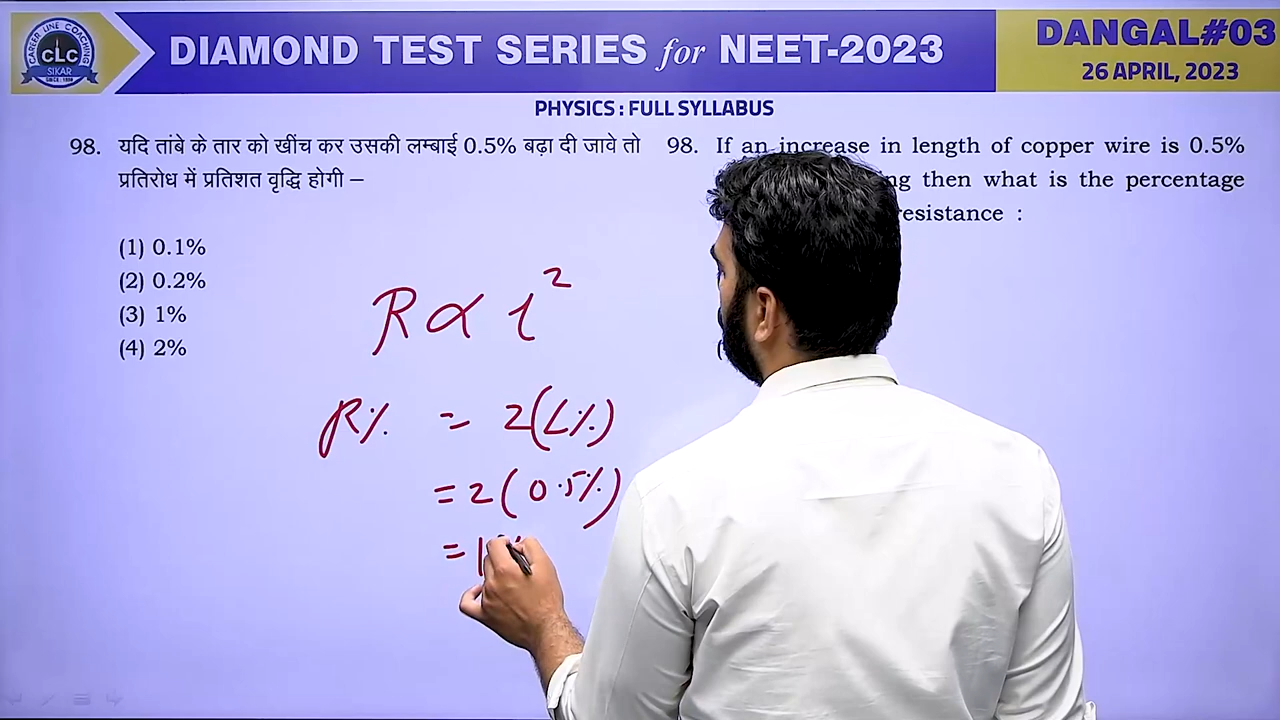 CAREER LINE COACHING
CLC
SIKAR
SINCE : 1996
DIAMOND TEST SERIES for NEET-2023
DANGAL#03
26 APRIL, 2023
PHYSICS : FULL SYLLABUS
98. यदि तांबे के तार को खींच कर उसकी लम्बाई 0.5% बढ़ा दी जावे तो
प्रतिरोध में प्रतिशत वृद्धि होगी –
(1) 0.1%
(2) 0.2%
(3) 1%
(4) 2%
98. If an increase in length of copper wire is 0.5%
then what is the percentage
resistance :
R ∝ l²
R% = 2(L%)
= 2(0.5%)
= 1